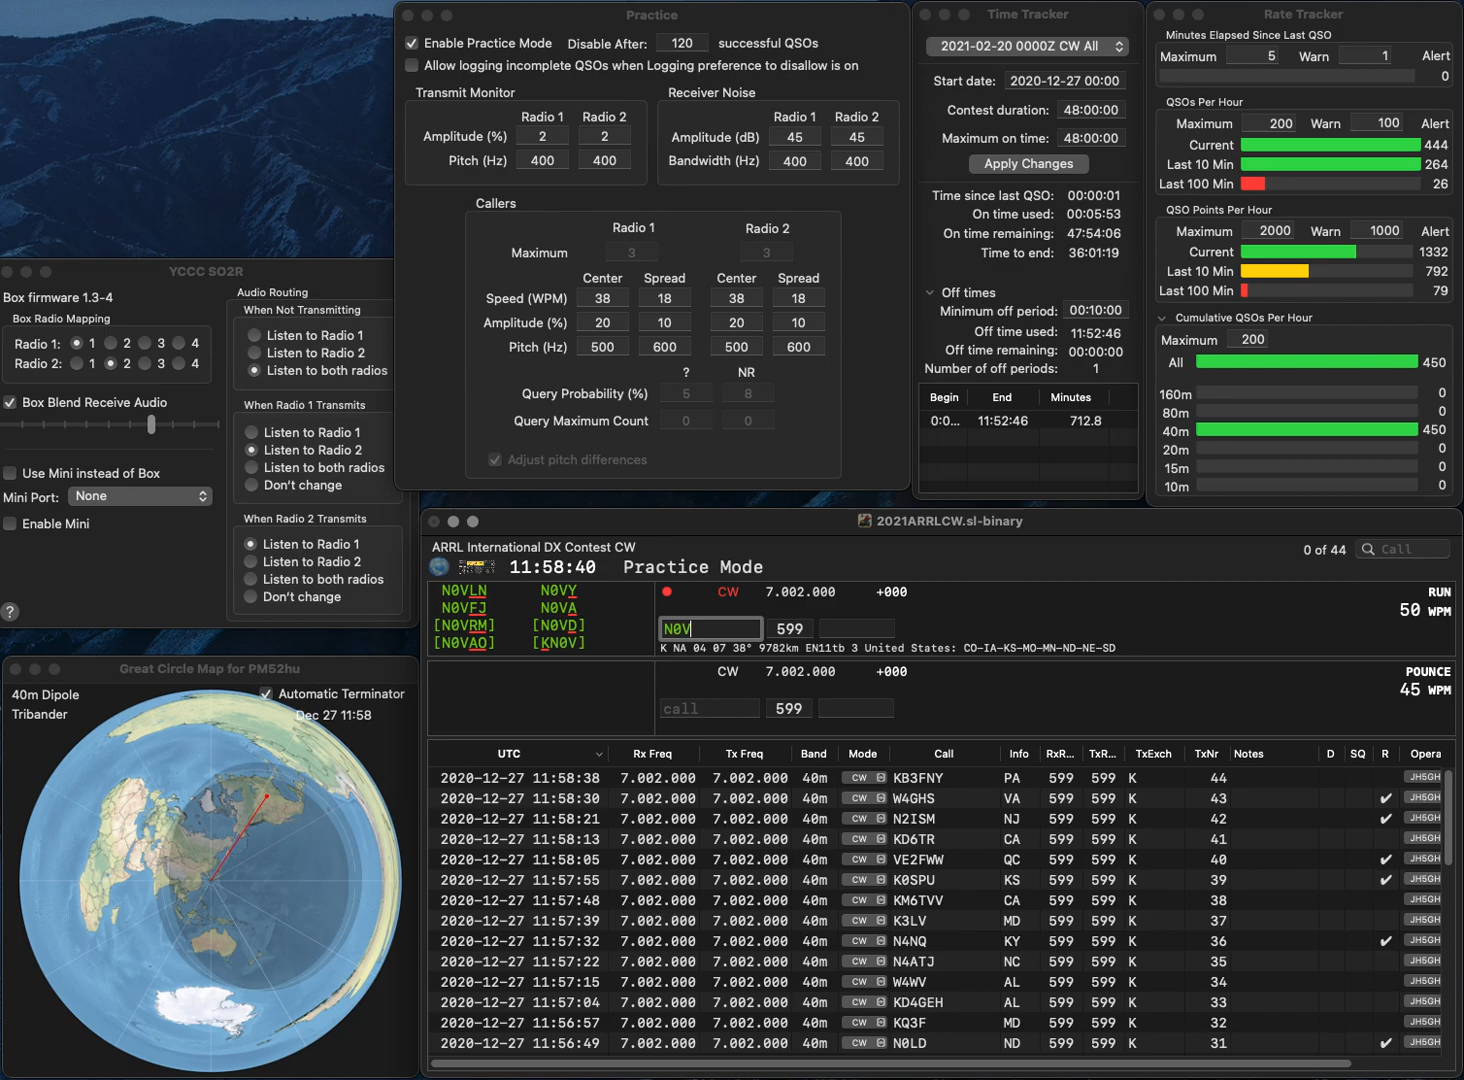 Practice
Enable Practice Mode Disable After: 120 successful QSOs
Allow logging incomplete QSOs when Logging preference to disallow is on
Transmit Monitor
Radio 1 Radio 2
Amplitude (%) 2 2
Pitch (Hz) 400 400
Receiver Noise
Radio 1 Radio 2
Amplitude (dB) 45 45
Bandwidth (Hz) 400 400
Callers
Radio 1 Radio 2
Maximum 3 3
Center Spread Center Spread
Speed (WPM) 38 18 38 18
Amplitude (%) 20 10 20 10
Pitch (Hz) 500 600 500 600
? NR
Query Probability (%) 5 8
Query Maximum Count 0 0
Adjust pitch differences
Time Tracker
2021-02-20 0000Z CW All
Start date: 2020-12-27 00:00
Contest duration: 48:00:00
Maximum on time: 48:00:00
Apply Changes
Time since last QSO: 00:00:01
On time used: 00:05:53
On time remaining: 47:54:06
Time to end: 36:01:19
Off times
Minimum off period: 00:10:00
Off time used: 11:52:46
Off time remaining: 00:00:00
Number of off periods: 1
Begin End Minutes
0:0... 11:52:46 712.8
Rate Tracker
Minutes Elapsed Since Last QSO
Maximum 5 Warn 1 Alert
0
QSOs Per Hour
Maximum 200 Warn 100 Alert
Current 444
Last 10 Min 264
Last 100 Min 26
QSO Points Per Hour
Maximum 2000 Warn 1000 Alert
Current 1332
Last 10 Min 792
Last 100 Min 79
Cumulative QSOs Per Hour
Maximum 200
All 450
160m 0
80m 0
40m 450
20m 0
15m 0
10m 0
YCCC SO2R
Box firmware 1.3-4
Box Radio Mapping
Radio 1: 1 2 3 4
Radio 2: 1 2 3 4
Box Blend Receive Audio
Use Mini instead of Box
Mini Port: None
Enable Mini
?
Audio Routing
When Not Transmitting
Listen to Radio 1
Listen to Radio 2
Listen to both radios
When Radio 1 Transmits
Listen to Radio 1
Listen to Radio 2
Listen to both radios
Don't change
When Radio 2 Transmits
Listen to Radio 1
Listen to Radio 2
Listen to both radios
Don't change
Great Circle Map for PM52hu
40m Dipole
Tribander
Automatic Terminator
Dec 27 11:58
2021ARRLCW.sl-binary
ARRL International DX Contest CW
0 of 44 Call
11:58:40 Practice Mode
N0VLN N0VY
N0VFJ N0VA
[N0VRM] [N0VD]
[N0VAO] [KN0V]
CW 7.002.000 +000 RUN
50 WPM
N0V 599
K NA 04 07 38° 9782km EN11tb 3 United States: CO-IA-KS-MO-MN-ND-NE-SD
CW 7.002.000 +000 POUNCE
45 WPM
call 599
UTC Rx Freq Tx Freq Band Mode Call Info RxR... TxR... TxExch TxNr Notes D SQ R Opera
2020-12-27 11:58:38 7.002.000 7.002.000 40m CW KB3FNY PA 599 599 K 44 JH5GH
2020-12-27 11:58:30 7.002.000 7.002.000 40m CW W4GHS VA 599 599 K 43 ✔ JH5GH
2020-12-27 11:58:21 7.002.000 7.002.000 40m CW N2ISM NJ 599 599 K 42 ✔ JH5GH
2020-12-27 11:58:13 7.002.000 7.002.000 40m CW KD6TR CA 599 599 K 41 JH5GH
2020-12-27 11:58:05 7.002.000 7.002.000 40m CW VE2FWW QC 599 599 K 40 ✔ JH5GH
2020-12-27 11:57:55 7.002.000 7.002.000 40m CW K0SPU KS 599 599 K 39 ✔ JH5GH
2020-12-27 11:57:48 7.002.000 7.002.000 40m CW KM6TVV CA 599 599 K 38 JH5GH
2020-12-27 11:57:39 7.002.000 7.002.000 40m CW K3LV MD 599 599 K 37 JH5GH
2020-12-27 11:57:32 7.002.000 7.002.000 40m CW N4NQ KY 599 599 K 36 ✔ JH5GH
2020-12-27 11:57:22 7.002.000 7.002.000 40m CW N4ATJ NC 599 599 K 35 JH5GH
2020-12-27 11:57:15 7.002.000 7.002.000 40m CW W4WV AL 599 599 K 34 JH5GH
2020-12-27 11:57:04 7.002.000 7.002.000 40m CW KD4GEH AL 599 599 K 33 JH5GH
2020-12-27 11:56:57 7.002.000 7.002.000 40m CW KQ3F MD 599 599 K 32 JH5GH
2020-12-27 11:56:49 7.002.000 7.002.000 40m CW N0LD ND 599 599 K 31 ✔ JH5GH